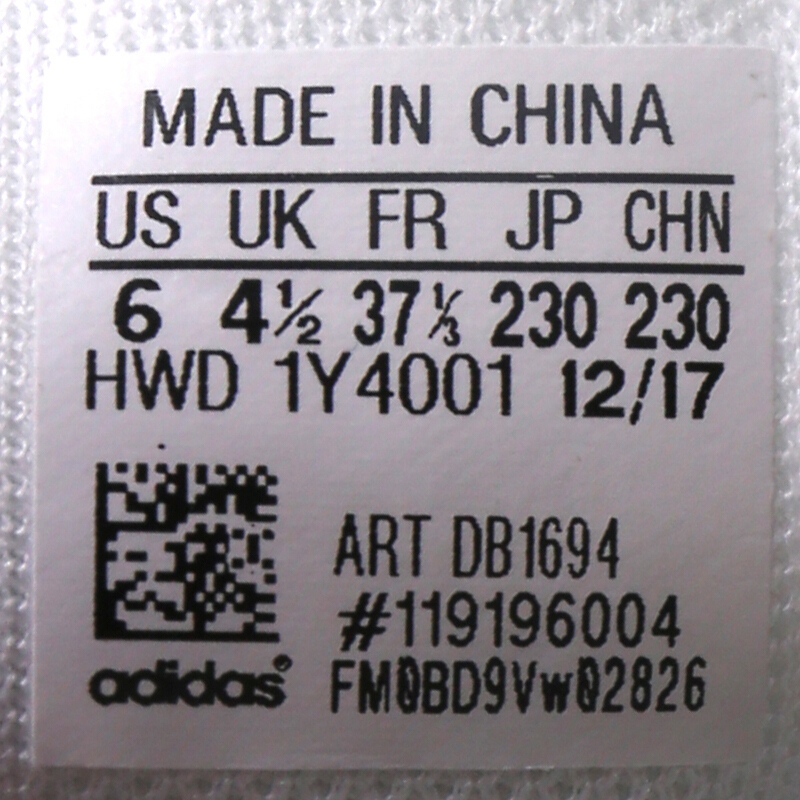 MADE IN CHINA
US UK FR JP CHN
6 4½ 37⅓ 230 230
HWD 1Y4001 12/17
ART DB1694
#119196004
adidas® FM0BD9Vw02826